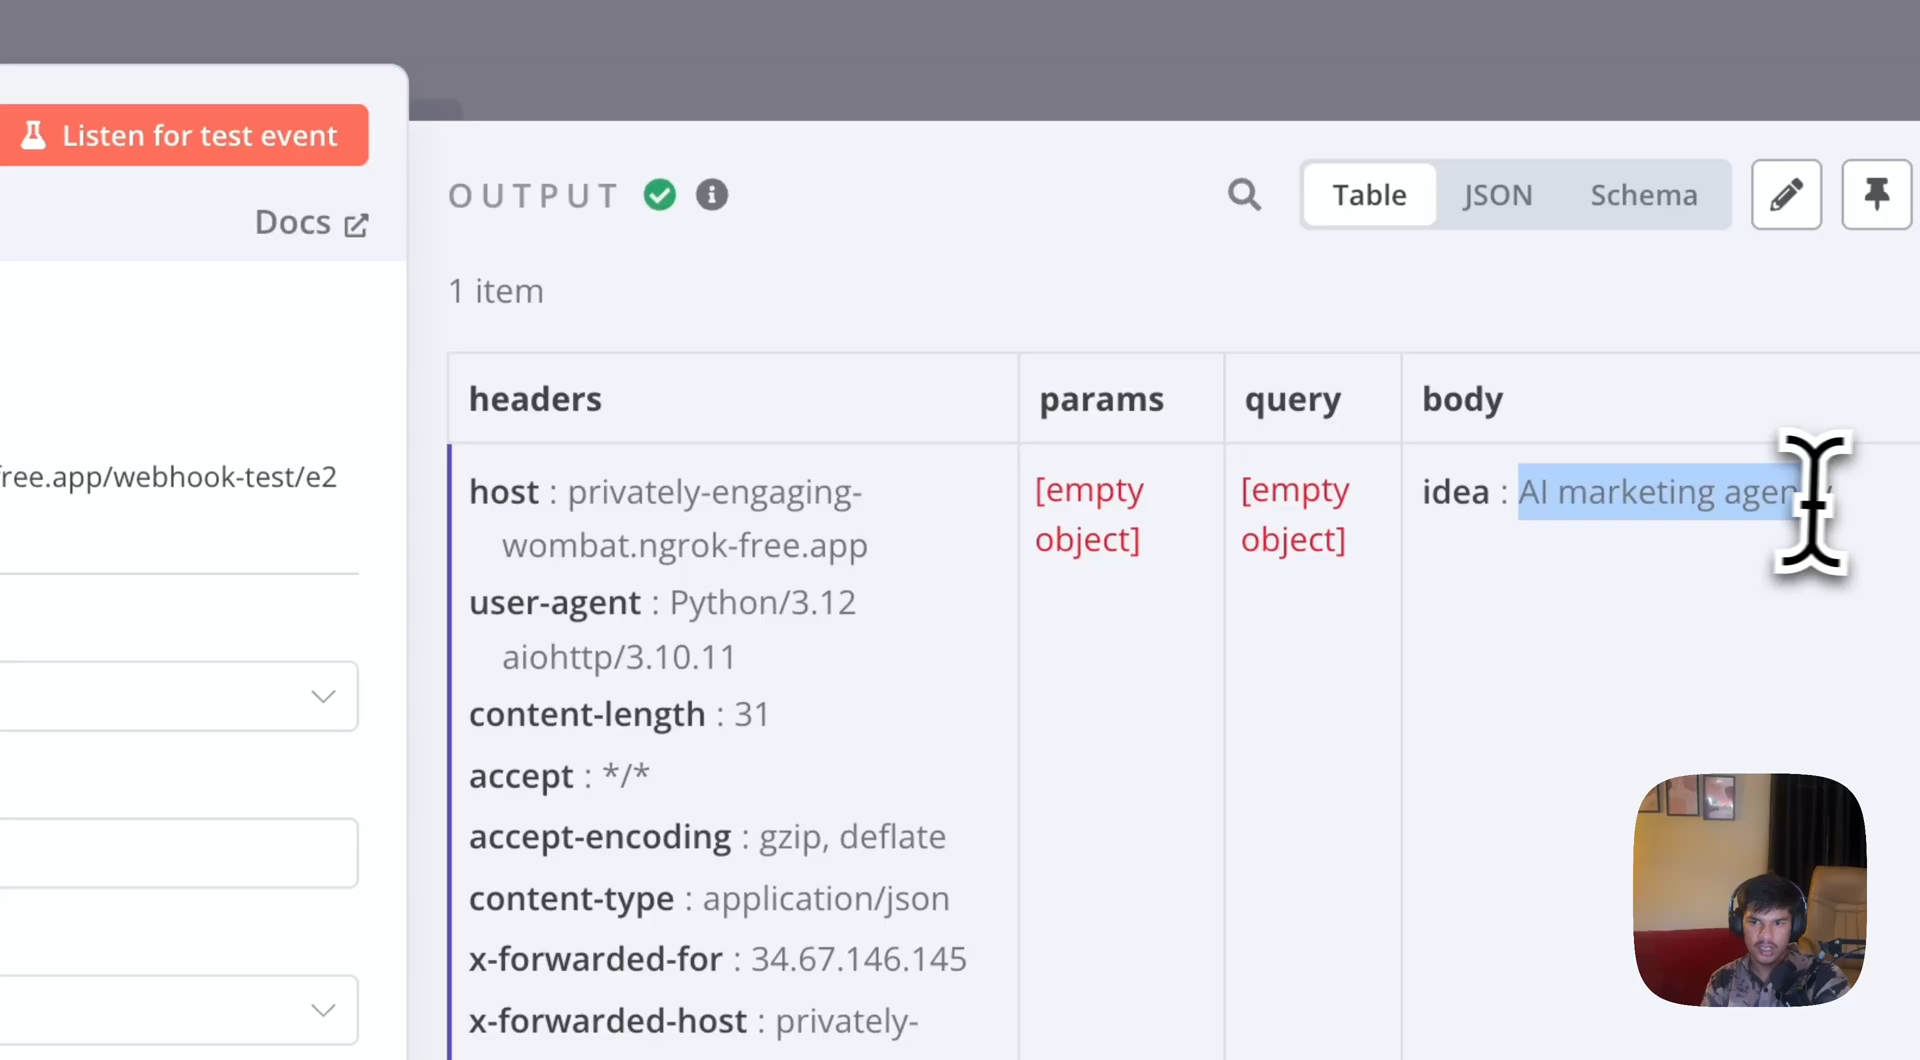 Listen for test event
Docs
free.app/webhook-test/e2
OUTPUT
Table JSON Schema
1 item
headers params query body
host : privately-engaging-
wombat.ngrok-free.app
[empty
object]
[empty
object]
idea : AI marketing
user-agent : Python/3.12
aiohttp/3.10.11
content-length : 31
accept : */*
accept-encoding : gzip, deflate
content-type : application/json
x-forwarded-for : 34.67.146.145
x-forwarded-host : privately-